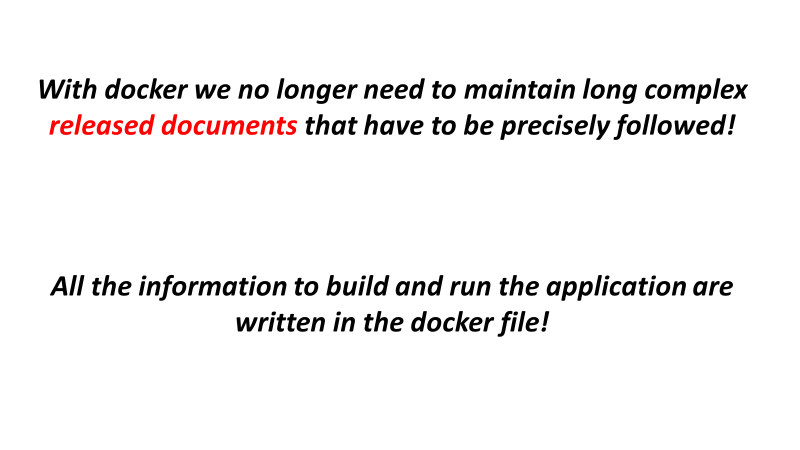 With docker we no longer need to maintain long complex
released documents that have to be precisely followed!
All the information to build and run the application are
written in the docker file!